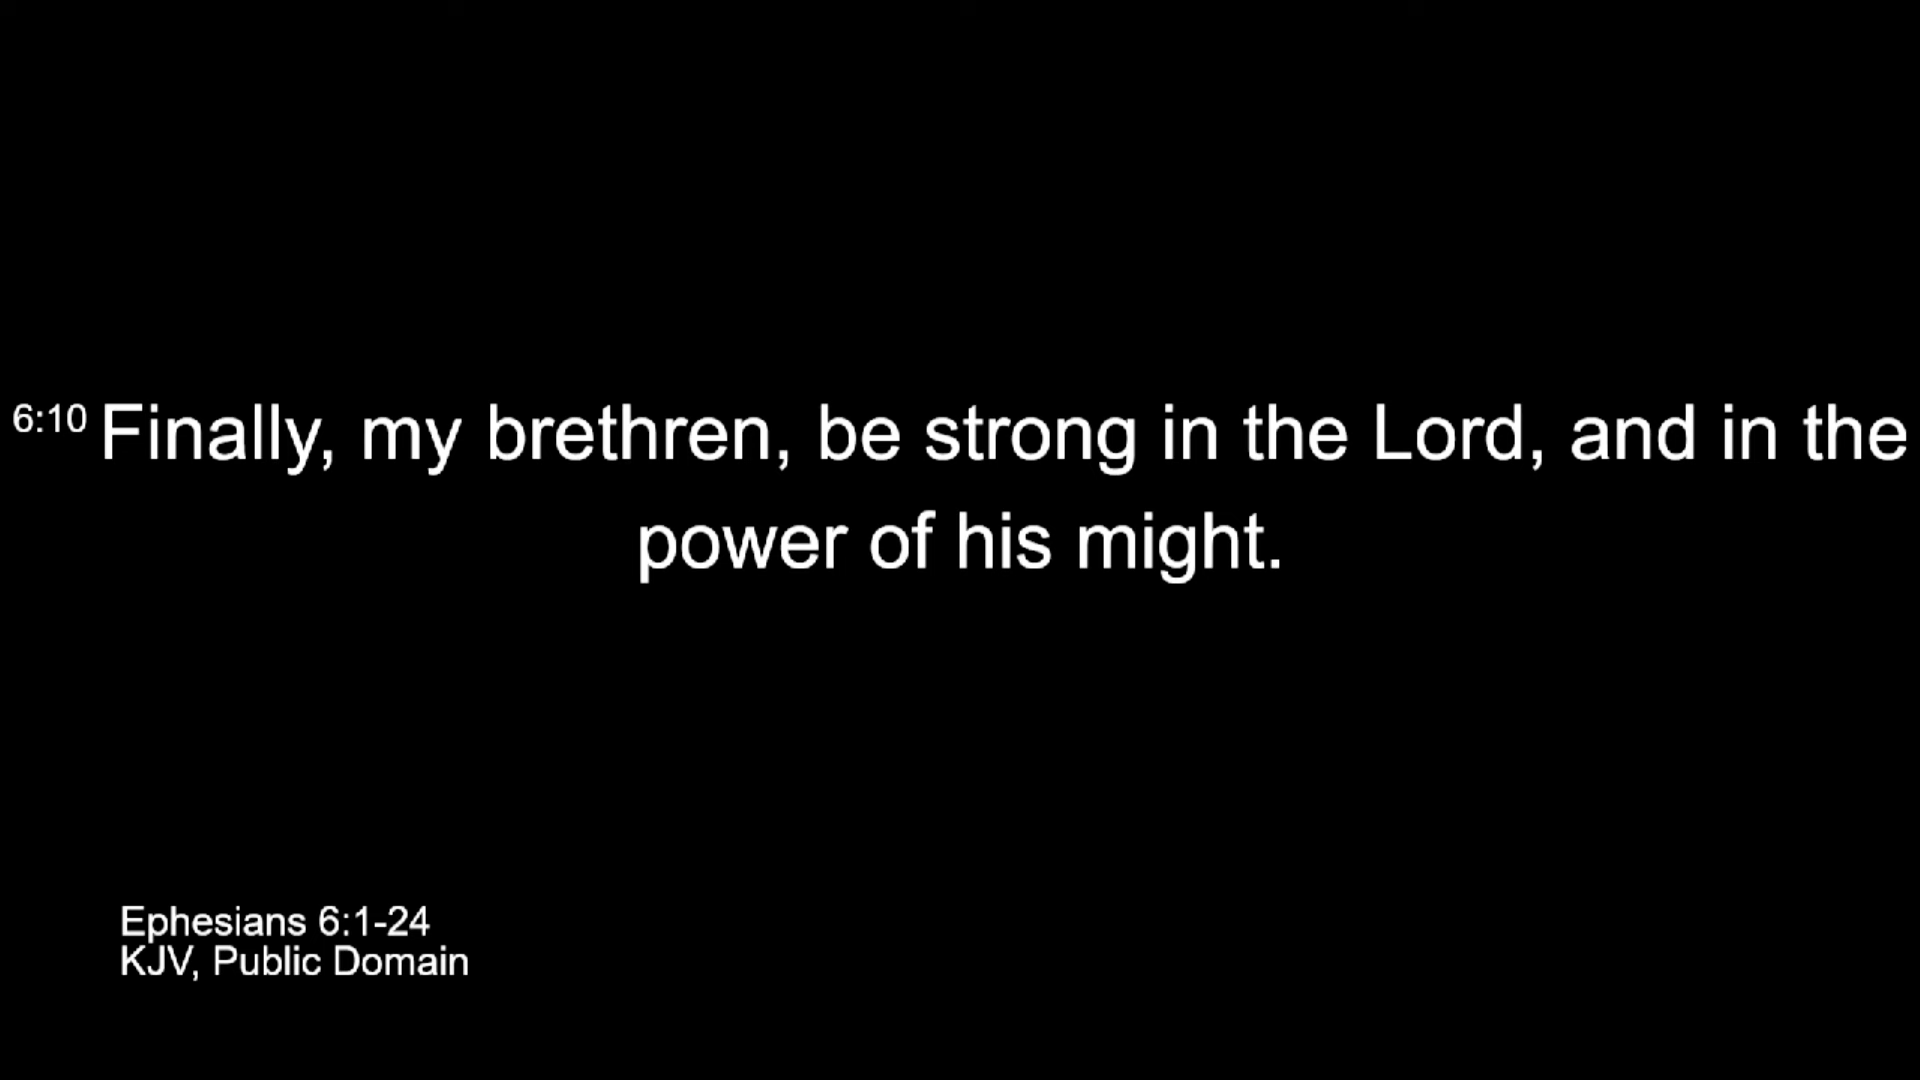 6:10 Finally, my brethren, be strong in the Lord, and in the
power of his might.
Ephesians 6:1-24
KJV, Public Domain